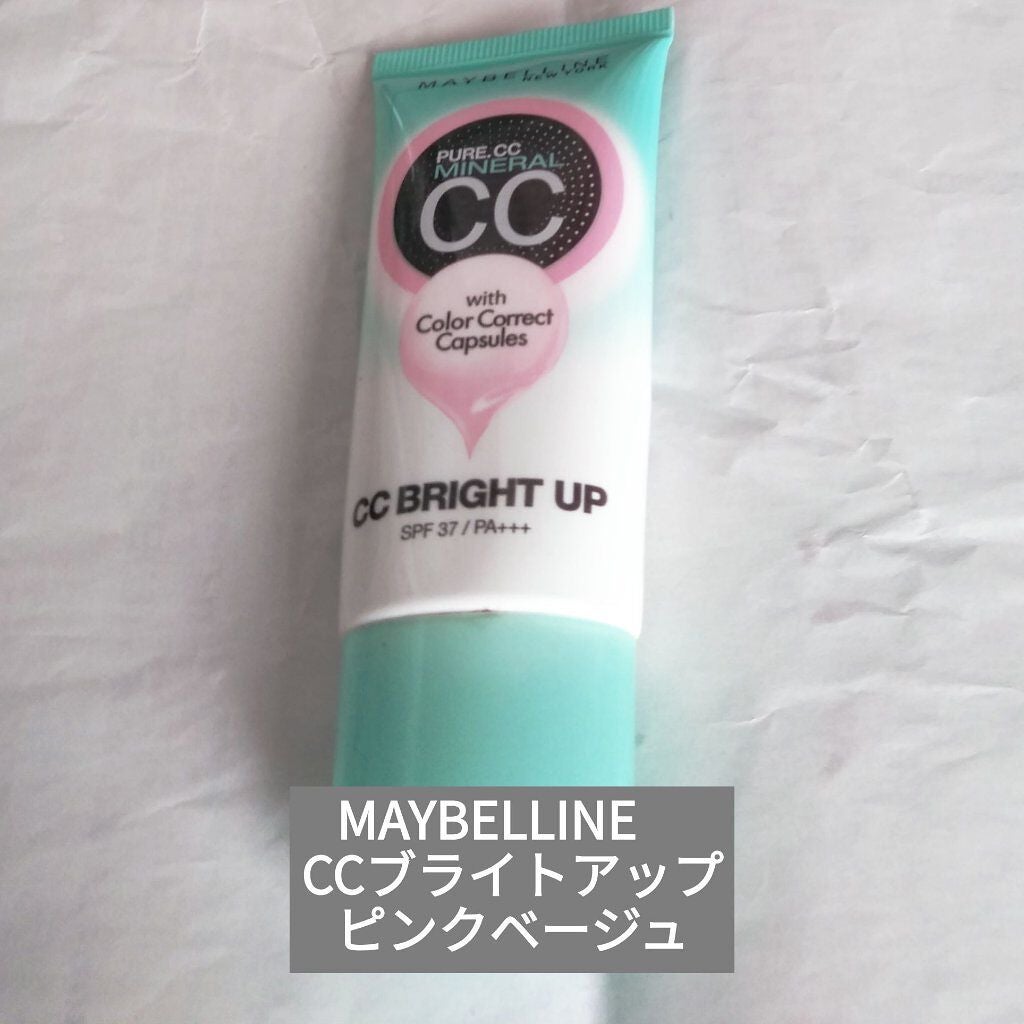 MAYBELLINE
NEW YORK
PURE.CC
MINERAL
CC
with
Color Correct
Capsules
CC BRIGHT UP
SPF 37 / PA+++
MAYBELLINE
CCブライトアップ
ピンクベージュ